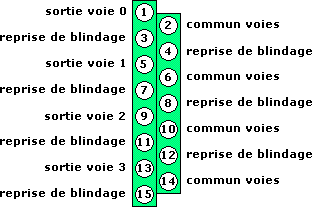 sortie voie 0 1
2 commun voies
reprise de blindage 3
4 reprise de blindage
sortie voie 1 5
6 commun voies
reprise de blindage 7
8 reprise de blindage
sortie voie 2 9
10 commun voies
reprise de blindage 11
12 reprise de blindage
sortie voie 3 13
14 commun voies
reprise de blindage 15